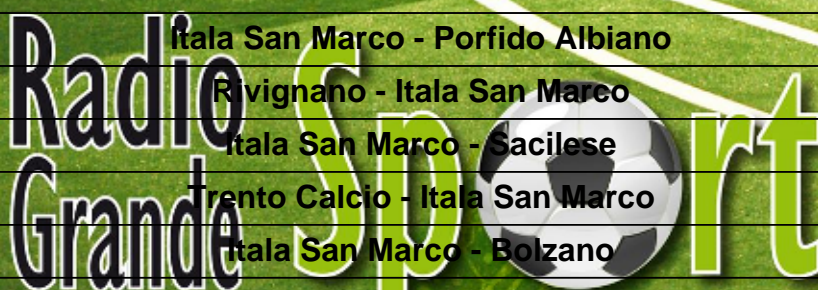 Radio
Grande
Sport
Itala San Marco - Porfido Albiano
Rivignano - Itala San Marco
Itala San Marco - Sacilese
Trento Calcio - Itala San Marco
Itala San Marco - Bolzano